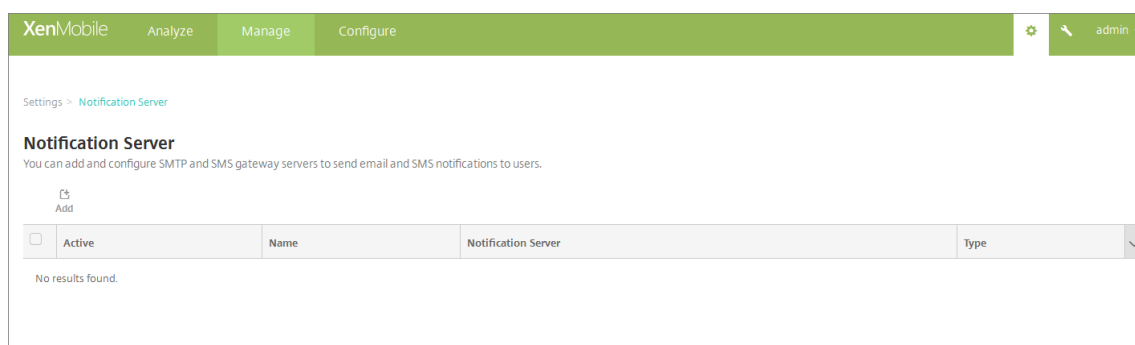 XenMobile Analyze Manage Configure admin
Settings > Notification Server
Notification Server
You can add and configure SMTP and SMS gateway servers to send email and SMS notifications to users.
Add
Active Name Notification Server Type
No results found.